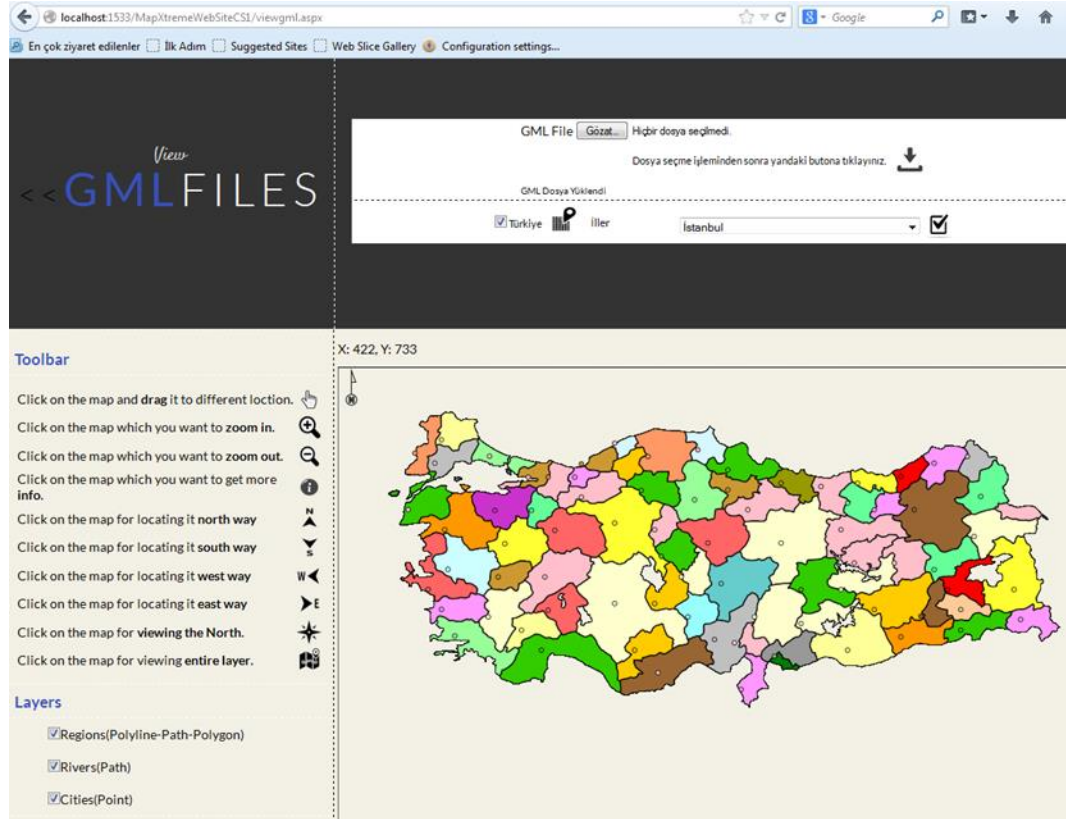 localhost:1533/MapXtremeWebSiteCS1/viewgml.aspx
Google
En çok ziyaret edilenler İlk Adım Suggested Sites Web Slice Gallery Configuration settings...
View
<< GMLFILES
GML File Gözat... Hiçbir dosya seçilmedi.
Dosya seçme işleminden sonra yandaki butona tıklayınız.
GML Dosya Yüklendi
Türkiye İller İstanbul
X: 422, Y: 733
Toolbar
Click on the map and drag it to different loction.
Click on the map which you want to zoom in.
Click on the map which you want to zoom out.
Click on the map which you want to get more
info.
Click on the map for locating it north way N
Click on the map for locating it south way S
Click on the map for locating it west way W
Click on the map for locating it east way E
Click on the map for viewing the North.
Click on the map for viewing entire layer.
Layers
Regions(Polyline-Path-Polygon)
Rivers(Path)
Cities(Point)